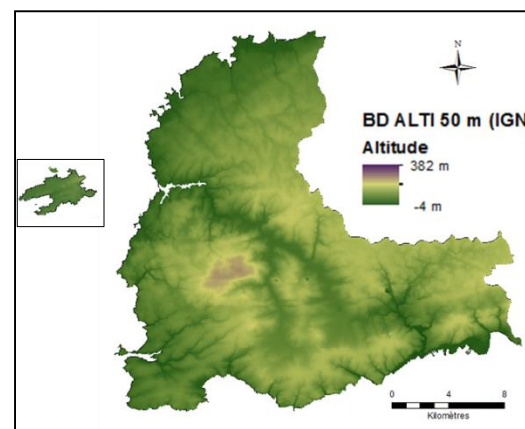 N
BD ALTI 50 m (IGN
Altitude
382 m
-4 m
0 4 8
Kilomètres